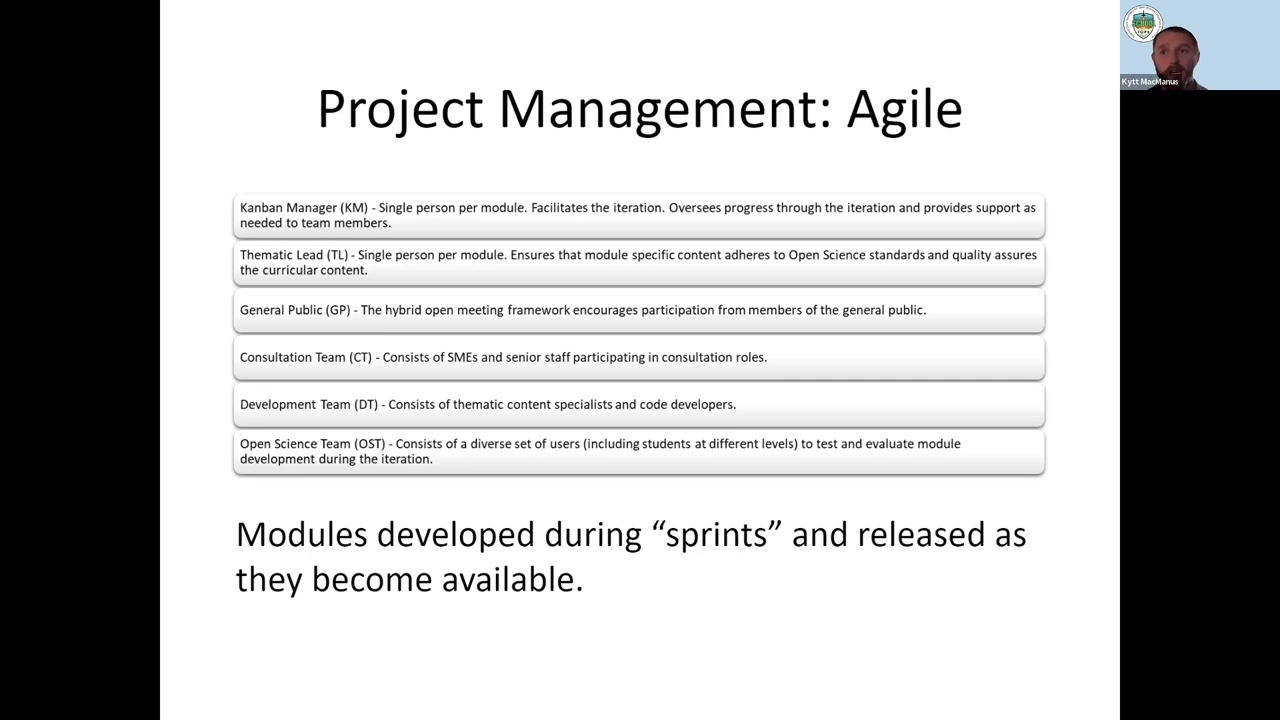 Project Management: Agile
Kanban Manager (KM) - Single person per module. Facilitates the iteration. Oversees progress through the iteration and provides support as
needed to team members.
Thematic Lead (TL) - Single person per module. Ensures that module specific content adheres to Open Science standards and quality assures
the curricular content.
General Public (GP) - The hybrid open meeting framework encourages participation from members of the general public.
Consultation Team (CT) - Consists of SMEs and senior staff participating in consultation roles.
Development Team (DT) - Consists of thematic content specialists and code developers.
Open Science Team (OST) - Consists of a diverse set of users (including students at different levels) to test and evaluate module
development during the iteration.
Modules developed during “sprints” and released as
they become available.
SCHOOL
Kytt MacManus